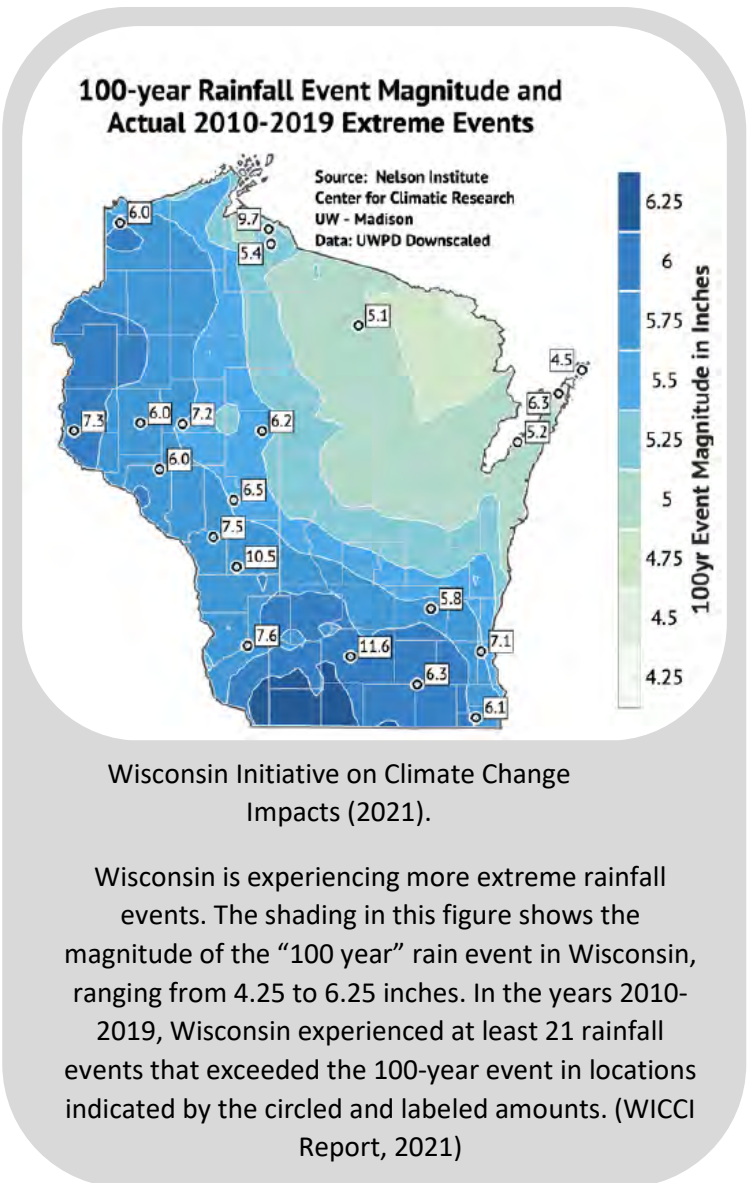 100-year Rainfall Event Magnitude and
Actual 2010-2019 Extreme Events
Source: Nelson Institute
Center for Climatic Research
UW - Madison
Data: UWPD Downscaled
6.0
9.7
5.4
5.1
4.5
6.3
5.2
7.3
6.0
7.2
6.2
6.0
6.5
7.5
10.5
5.8
7.6
11.6
7.1
6.3
6.1
6.25
6
5.75
5.5
5.25
5
4.75
4.5
4.25
100yr Event Magnitude in Inches
Wisconsin Initiative on Climate Change
Impacts (2021).
Wisconsin is experiencing more extreme rainfall
events. The shading in this figure shows the
magnitude of the “100 year” rain event in Wisconsin,
ranging from 4.25 to 6.25 inches. In the years 2010-
2019, Wisconsin experienced at least 21 rainfall
events that exceeded the 100-year event in locations
indicated by the circled and labeled amounts. (WICCI
Report, 2021)